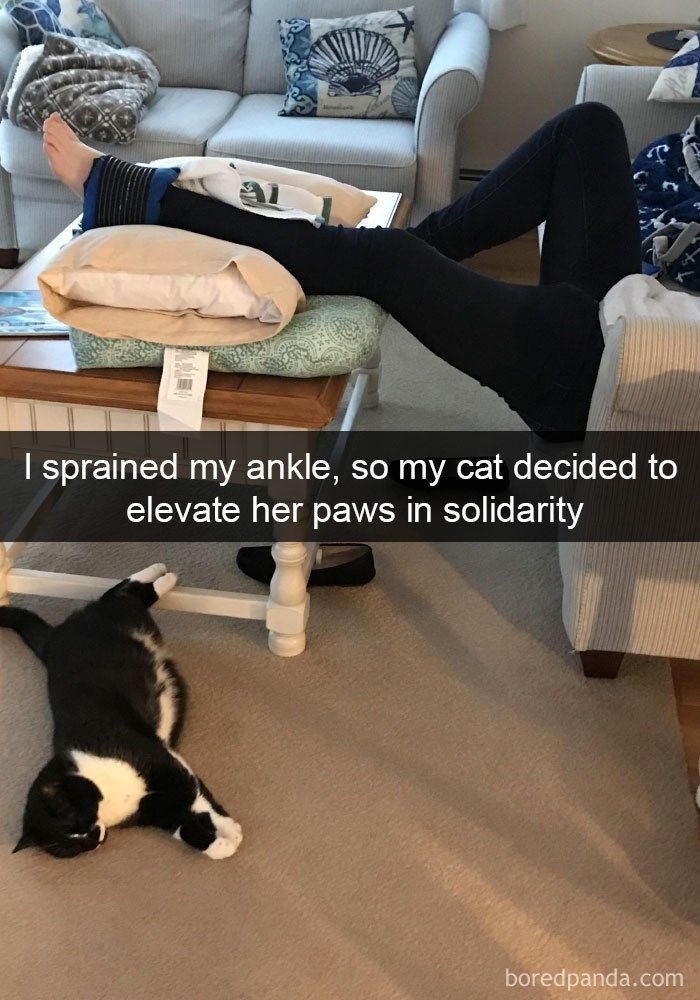 I sprained my ankle, so my cat decided to
elevate her paws in solidarity
boredpanda.com